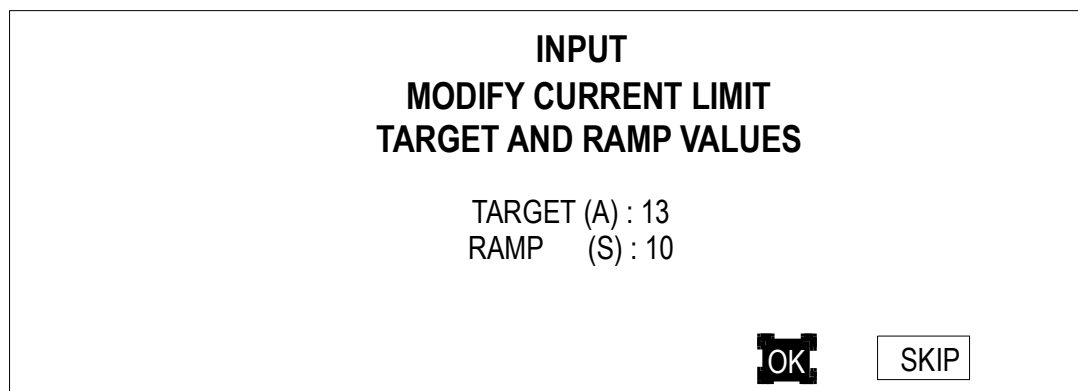 INPUT
MODIFY CURRENT LIMIT
TARGET AND RAMP VALUES
TARGET (A) : 13
RAMP (S) : 10
OK SKIP